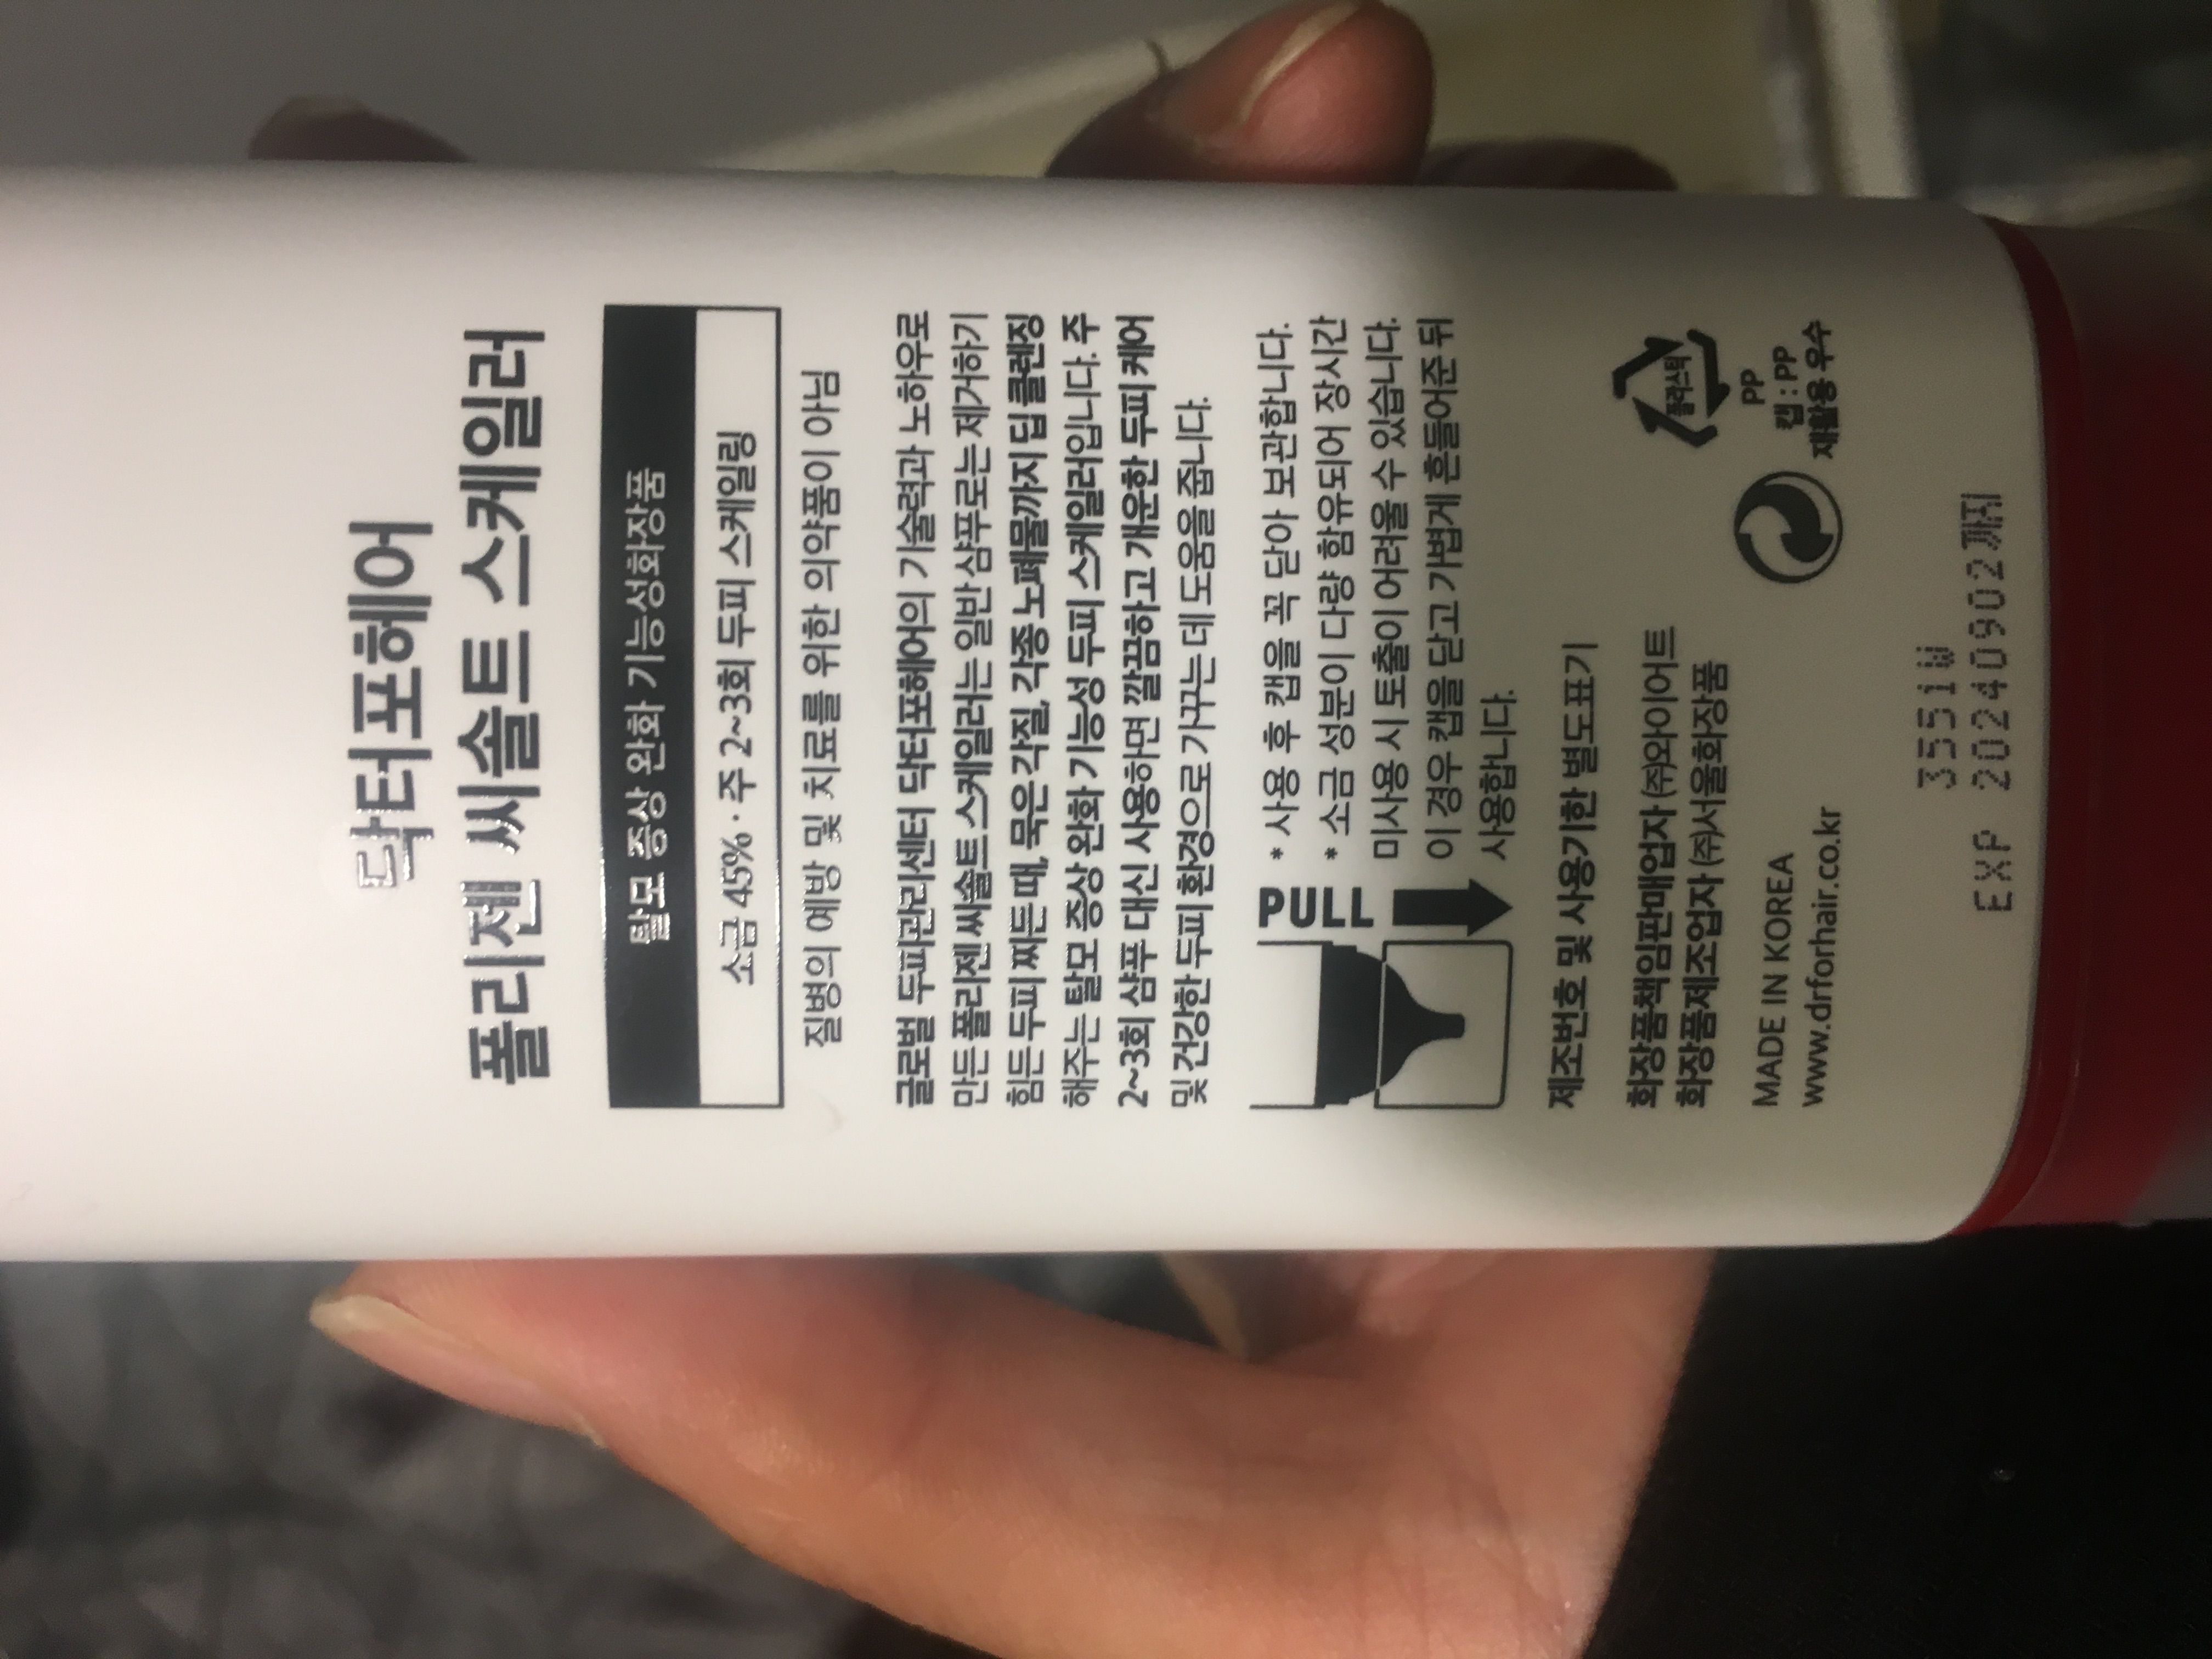 닥터포헤어
폴리젠 씨솔트 스케일러
탈모 증상 완화 기능성화장품
소금 45% · 주 2~3회 두피 스케일링
질병의 예방 및 치료를 위한 의약품이 아님
글로벌 두피관리센터 닥터포헤어의 기술력과 노하우로
만든 폴리젠 씨솔트 스케일러는 일반 샴푸로는 제거하기
힘든 두피 찌든 때, 묵은 각질, 각종 노폐물까지 딥 클렌징
해주는 탈모 증상 완화 기능성 두피 스케일러입니다. 주
2~3회 샴푸 대신 사용하면 깔끔하고 개운한 두피 케어
및 건강한 두피 환경으로 가꾸는 데 도움을 줍니다.
PULL
* 사용 후 캡을 꼭 닫아 보관합니다.
* 소금 성분이 다량 함유되어 장시간
미사용 시 토출이 어려울 수 있습니다.
이 경우 캡을 닫고 가볍게 흔들어준 뒤
사용합니다.
제조번호 및 사용기한 별도표기
화장품책임판매업자 (주)와이어트
화장품제조업자 (주)서울화장품
MADE IN KOREA
www.drforhair.co.kr
플라스틱
PP
캡 : PP
재활용 우수
3551W
EXP 20240902까지